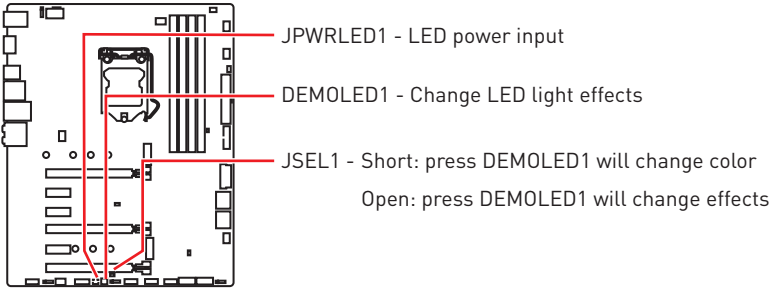 JPWRLED1 - LED power input
DEMOLED1 - Change LED light effects
JSEL1 - Short: press DEMOLED1 will change color
Open: press DEMOLED1 will change effects